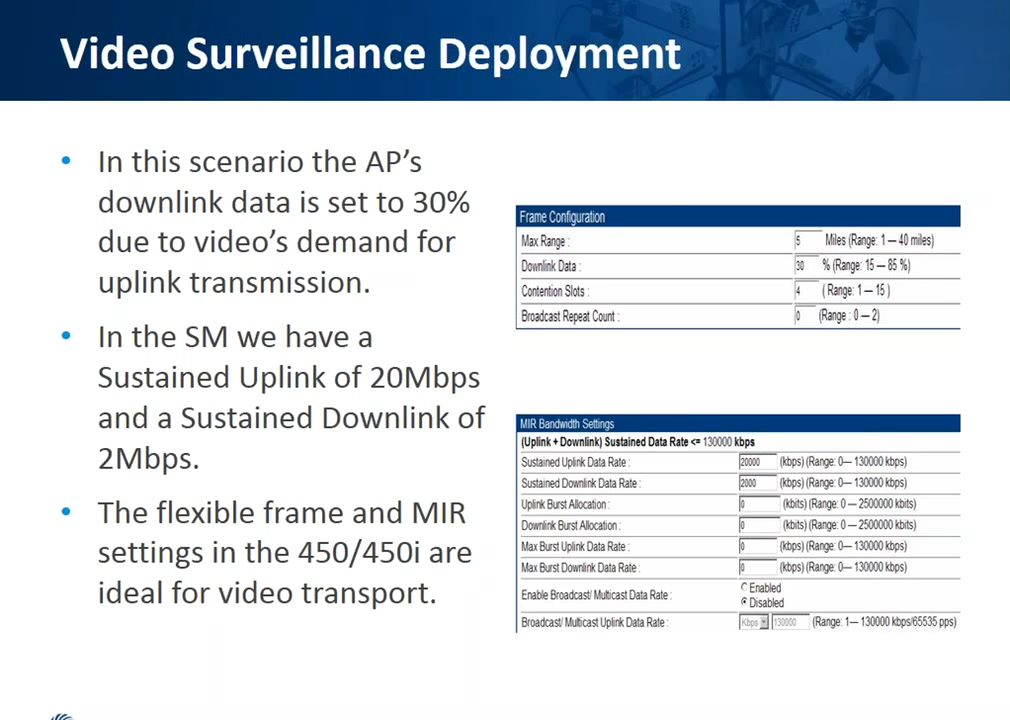 Video Surveillance Deployment
• In this scenario the AP’s
downlink data is set to 30%
due to video’s demand for
uplink transmission.
• In the SM we have a
Sustained Uplink of 20Mbps
and a Sustained Downlink of
2Mbps.
• The flexible frame and MIR
settings in the 450/450i are
ideal for video transport.
Frame Configuration
Max Range : 5 Miles (Range: 1 — 40 miles)
Downlink Data : 30 % (Range: 15 — 85 %)
Contention Slots : 4 ( Range: 1 — 15 )
Broadcast Repeat Count : 0 (Range : 0 — 2)
MIR Bandwidth Settings
(Uplink + Downlink) Sustained Data Rate <= 130000 kbps
Sustained Uplink Data Rate : 20000 (kbps) (Range: 0— 130000 kbps)
Sustained Downlink Data Rate : 2000 (kbps) (Range: 0— 130000 kbps)
Uplink Burst Allocation : 0 (kbits) (Range: 0 — 2500000 kbits)
Downlink Burst Allocation : 0 (kbits) (Range: 0 — 2500000 kbits)
Max Burst Uplink Data Rate : 0 (kbps) (Range: 0— 130000 kbps)
Max Burst Downlink Data Rate : 0 (kbps) (Range: 0— 130000 kbps)
Enable Broadcast/ Multicast Data Rate : Enabled
Disabled
Broadcast/ Multicast Uplink Data Rate : Kbps 130000 (Range: 1— 130000 kbps/65535 pps)